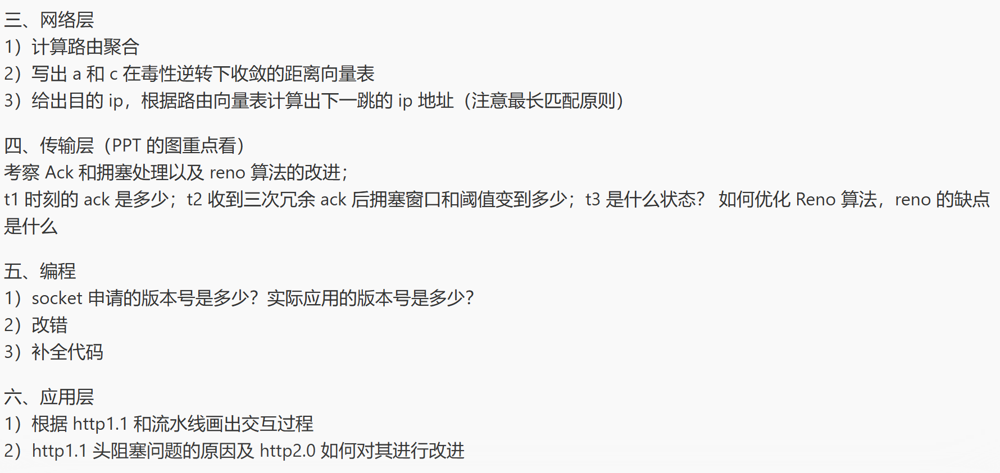 三、网络层
1）计算路由聚合
2）写出 a 和 c 在毒性逆转下收敛的距离向量表
3）给出目的 ip，根据路由向量表计算出下一跳的 ip 地址（注意最长匹配原则）
四、传输层（PPT 的图重点看）
考察 Ack 和拥塞处理以及 reno 算法的改进；
t1 时刻的 ack 是多少；t2 收到三次冗余 ack 后拥塞窗口和阈值变到多少；t3 是什么状态？ 如何优化 Reno 算法，reno 的缺点
是什么
五、编程
1）socket 申请的版本号是多少？实际应用的版本号是多少？
2）改错
3）补全代码
六、应用层
1）根据 http1.1 和流水线画出交互过程
2）http1.1 头阻塞问题的原因及 http2.0 如何对其进行改进